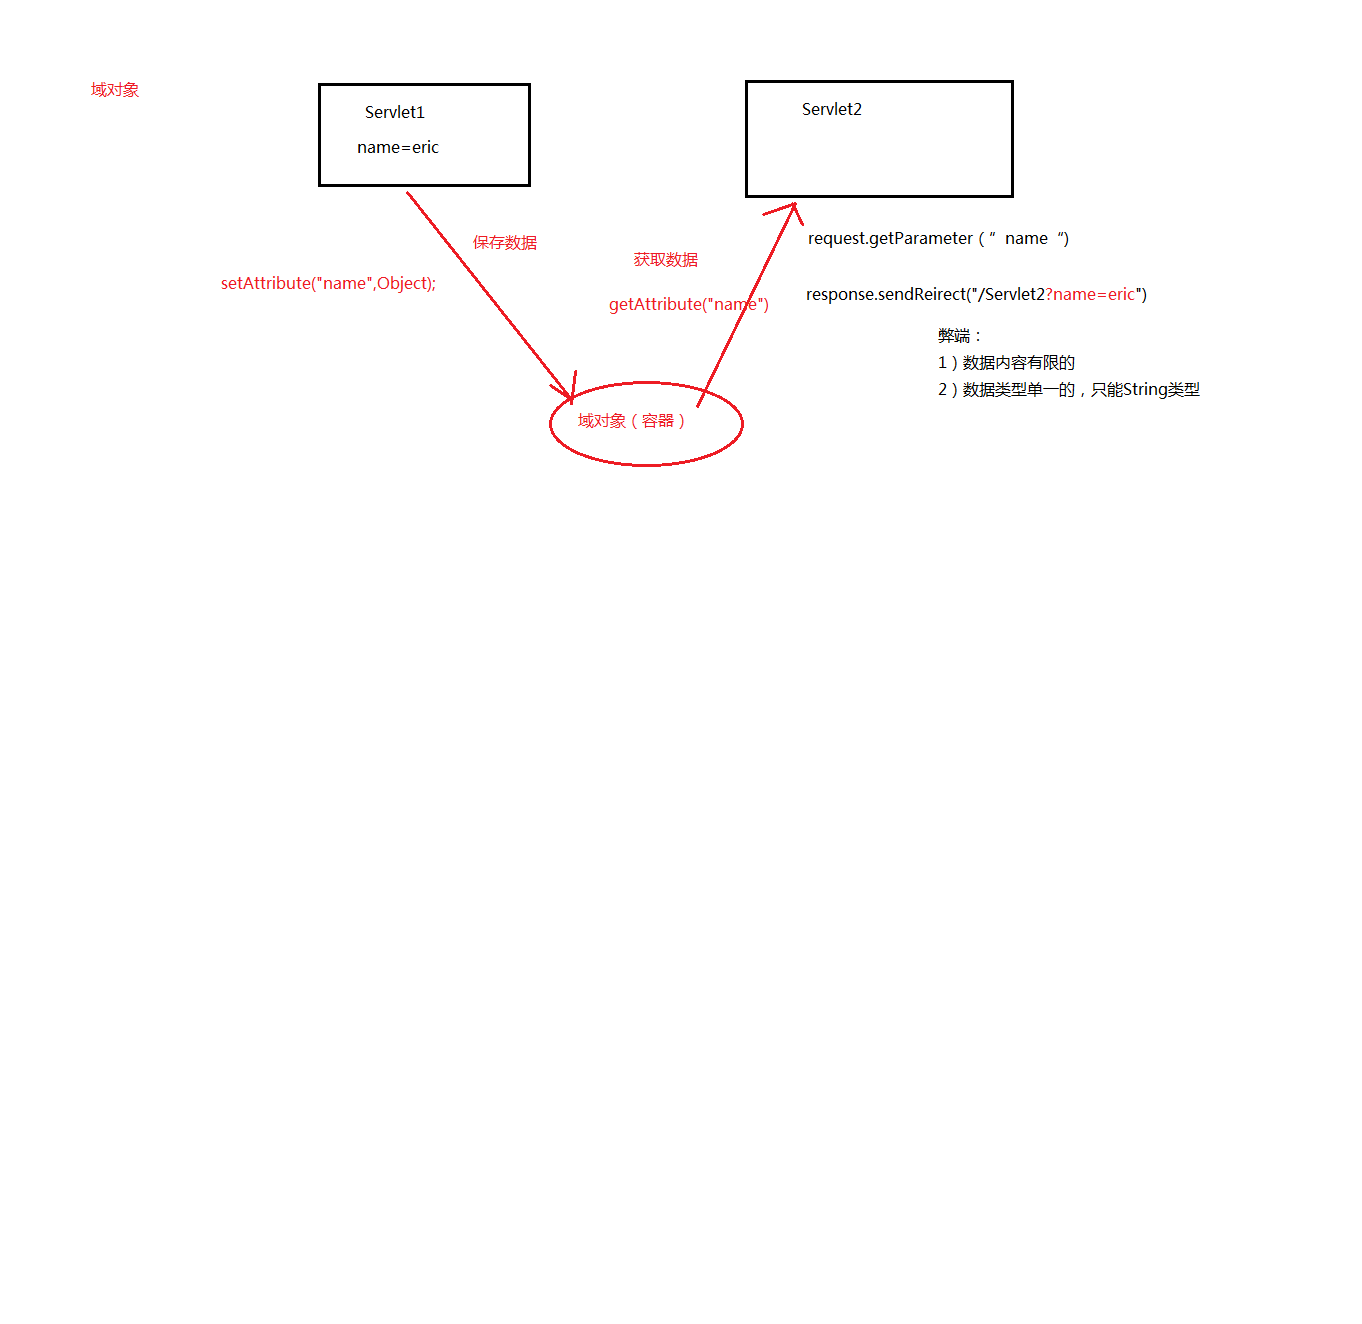 域对象
Servlet1
name=eric
Servlet2
保存数据
setAttribute("name",Object);
获取数据
getAttribute("name")
域对象（容器）
request.getParameter（“ name “)
response.sendReirect("/Servlet2?name=eric")
弊端：
1）数据内容有限的
2）数据类型单一的，只能String类型